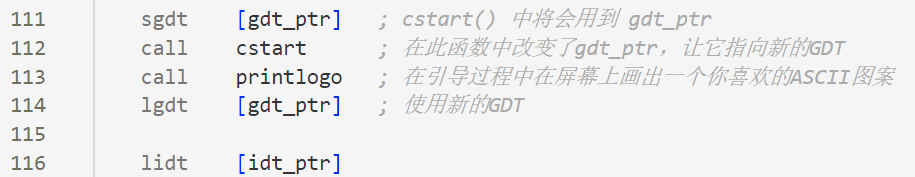 111 sgdt [gdt_ptr] ; cstart() 中将会用到 gdt_ptr
112 call cstart ; 在此函数中改变了gdt_ptr，让它指向新的GDT
113 call printlogo ; 在引导过程中在屏幕上画出一个你喜欢的ASCII图案
114 lgdt [gdt_ptr] ; 使用新的GDT
115
116 lidt [idt_ptr]